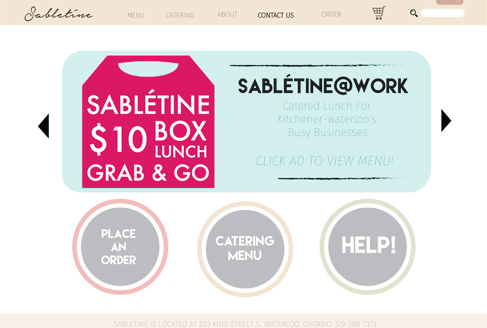 Sabletine MENU CATERING ABOUT CONTACT US ORDER
SABLÉTINE
$10 BOX
LUNCH
GRAB & GO
SABLÉTINE@WORK
Catered Lunch For
Kitchener-waterloo's
Busy Businesses
CLICK AD TO VIEW MENU!
PLACE
AN
ORDER
CATERING
MENU
HELP!
SABLETINE IS LOCATED AT 203 KING STREET S., WATERLOO, ONTARIO. 519-568-7373